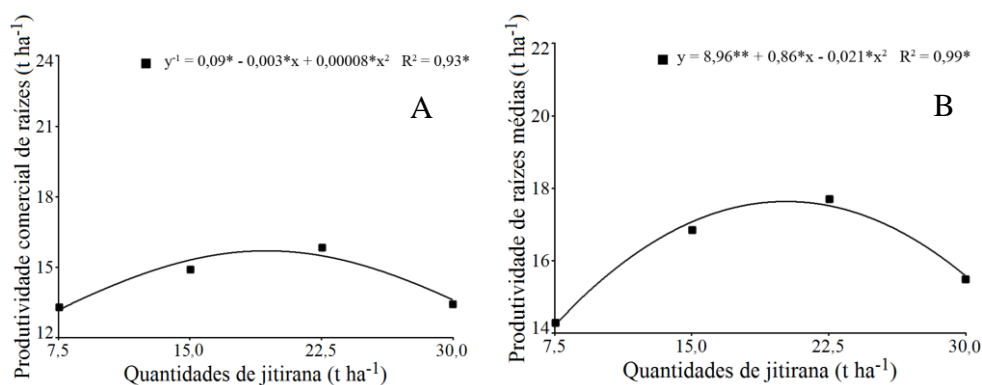 Produtividade comercial de raízes (t ha⁻¹)
24
21
18
15
12
■ y⁻¹ = 0,09* - 0,003*x + 0,00008*x² R² = 0,93*
A
7,5 15,0 22,5 30,0
Quantidades de jitirana (t ha⁻¹)
Produtividade de raízes médias (t ha⁻¹)
22
20
18
16
14
■ y = 8,96** + 0,86*x - 0,021*x² R² = 0,99*
B
7,5 15,0 22,5 30,0
Quantidades de jitirana (t ha⁻¹)